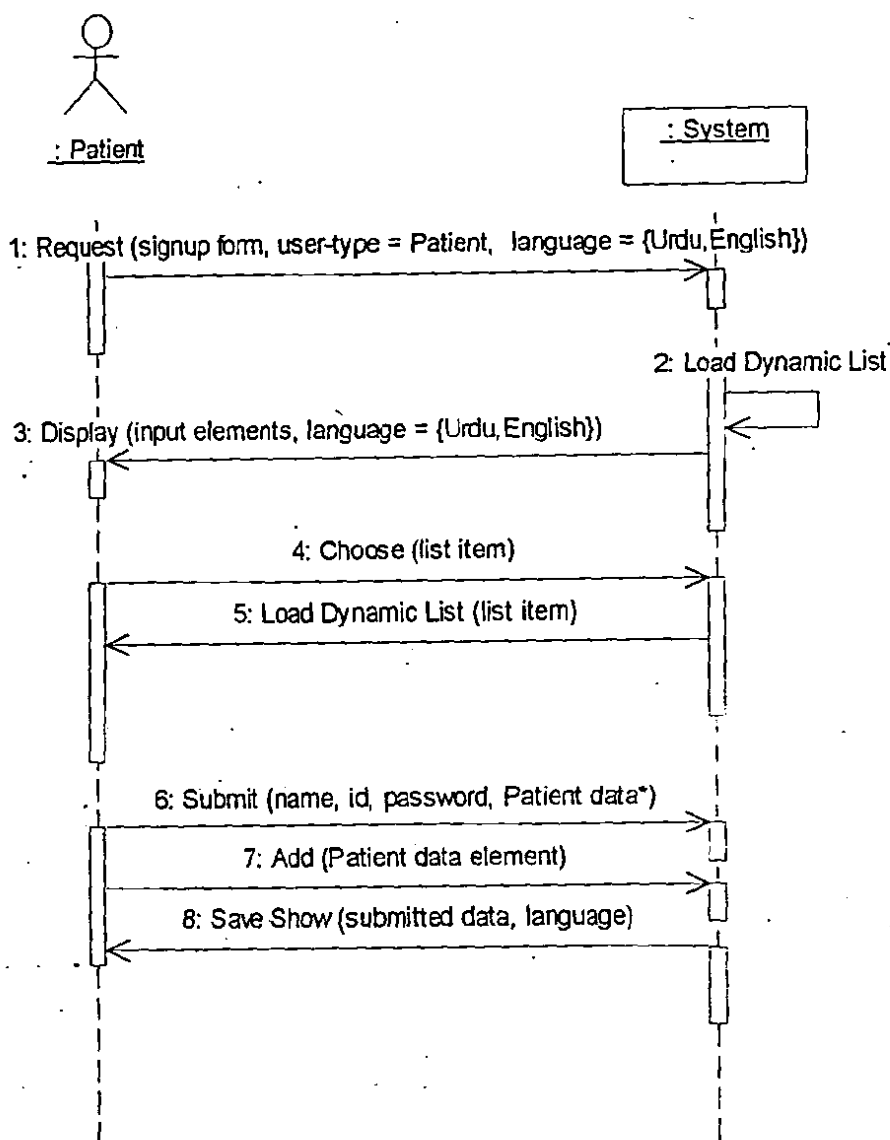 : Patient
: System
1: Request (signup form, user-type = Patient, language = {Urdu,English})
2: Load Dynamic List
3: Display (input elements, language = {Urdu,English})
4: Choose (list item)
5: Load Dynamic List (list item)
6: Submit (name, id, password, Patient data*)
7: Add (Patient data element)
8: Save Show (submitted data, language)